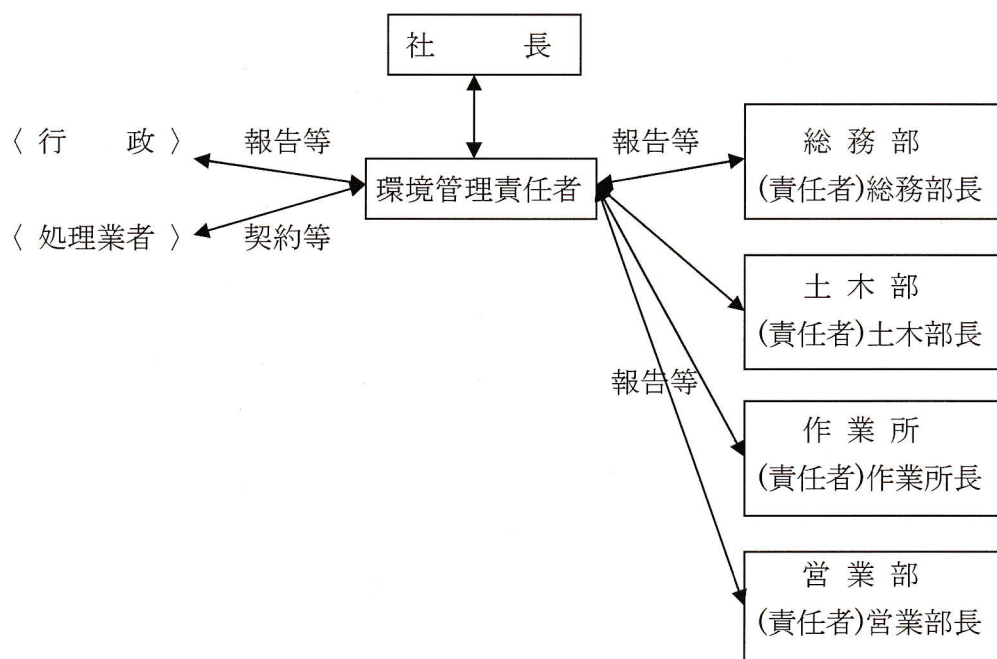 社　　　長
〈 行　　政 〉
報告等
報告等
総 務 部
(責任者)総務部長
環境管理責任者
〈 処理業者 〉
契約等
土 木 部
(責任者)土木部長
報告等
作 業 所
(責任者)作業所長
営 業 部
(責任者)営業部長